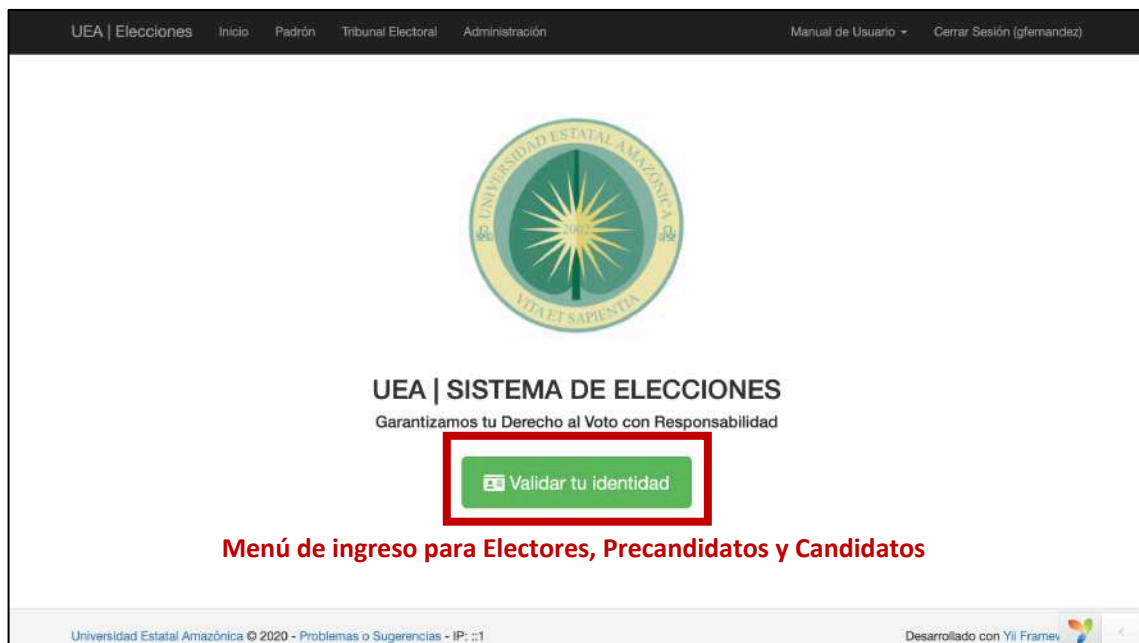 UEA | Elecciones Inicio Padrón Tribunal Electoral Administración Manual de Usuario Cerrar Sesión (gfernandez)
UNIVERSIDAD ESTATAL AMAZÓNICA
2002
VITA ET SAPIENTIA
UEA | SISTEMA DE ELECCIONES
Garantizamos tu Derecho al Voto con Responsabilidad
Validar tu identidad
Menú de ingreso para Electores, Precandidatos y Candidatos
Universidad Estatal Amazónica © 2020 - Problemas o Sugerencias - IP: ::1 Desarrollado con Yii